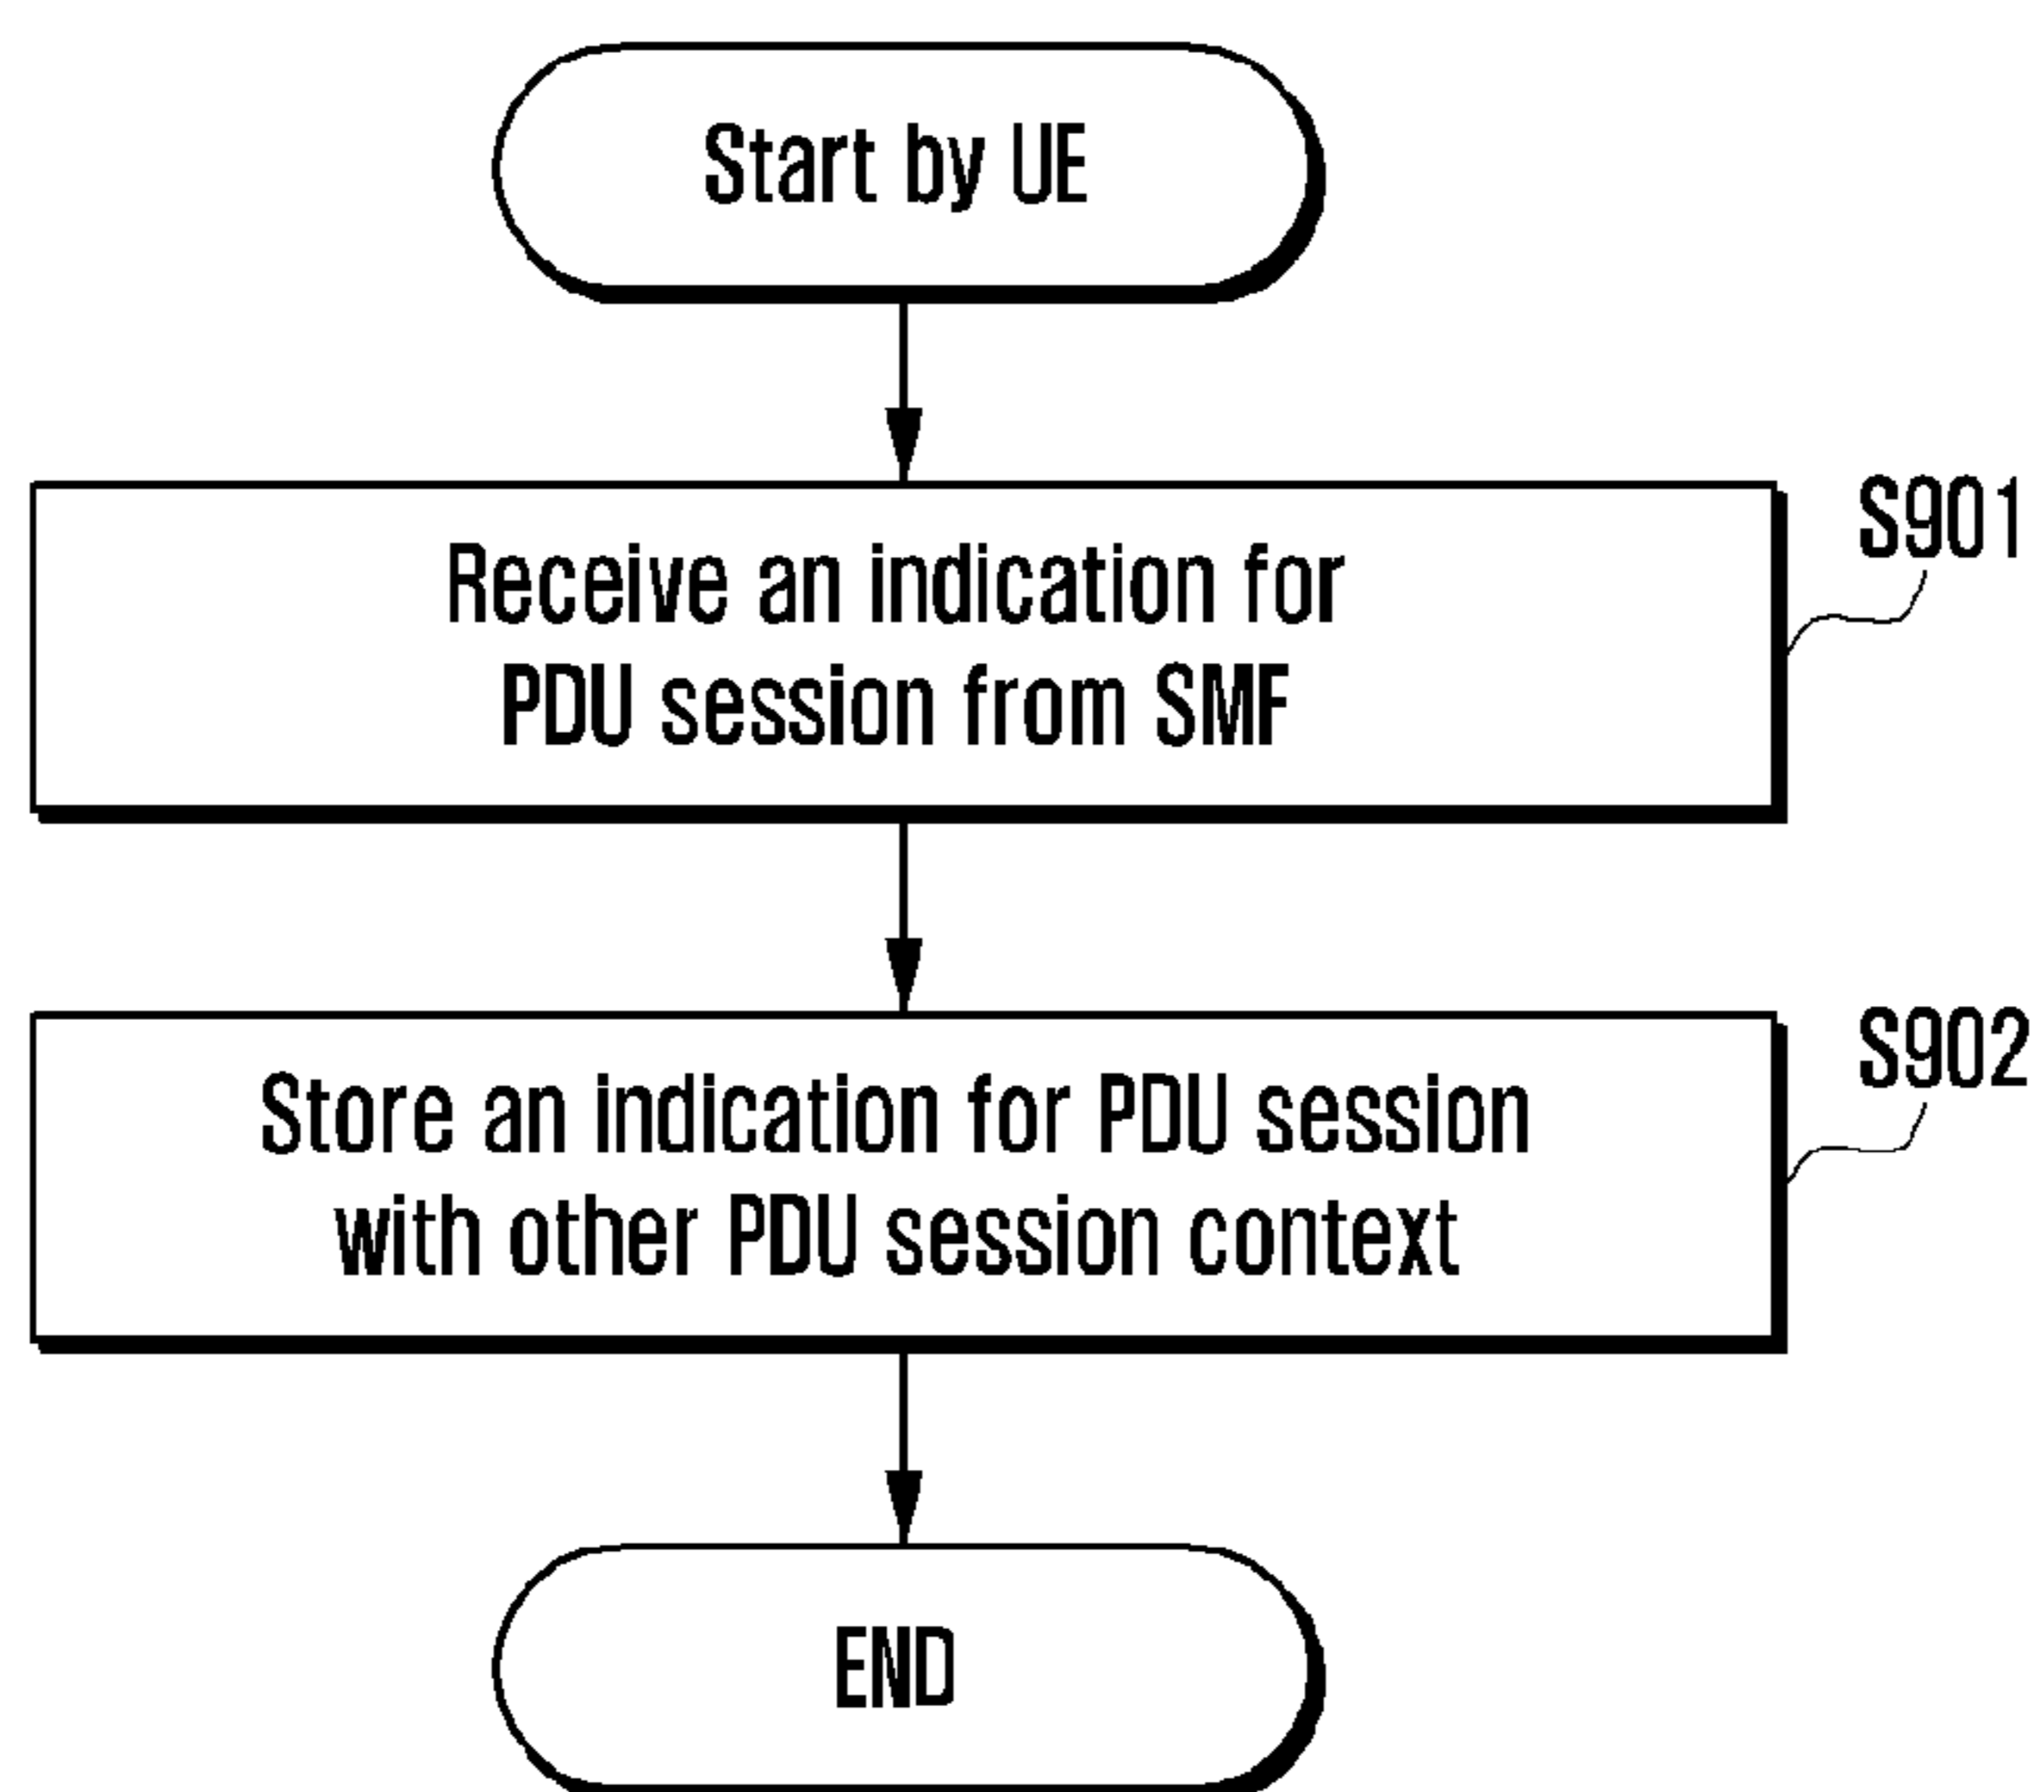 Start by UE
Receive an indication for
PDU session from SMF
S901
Store an indication for PDU session
with other PDU session context
S902
END